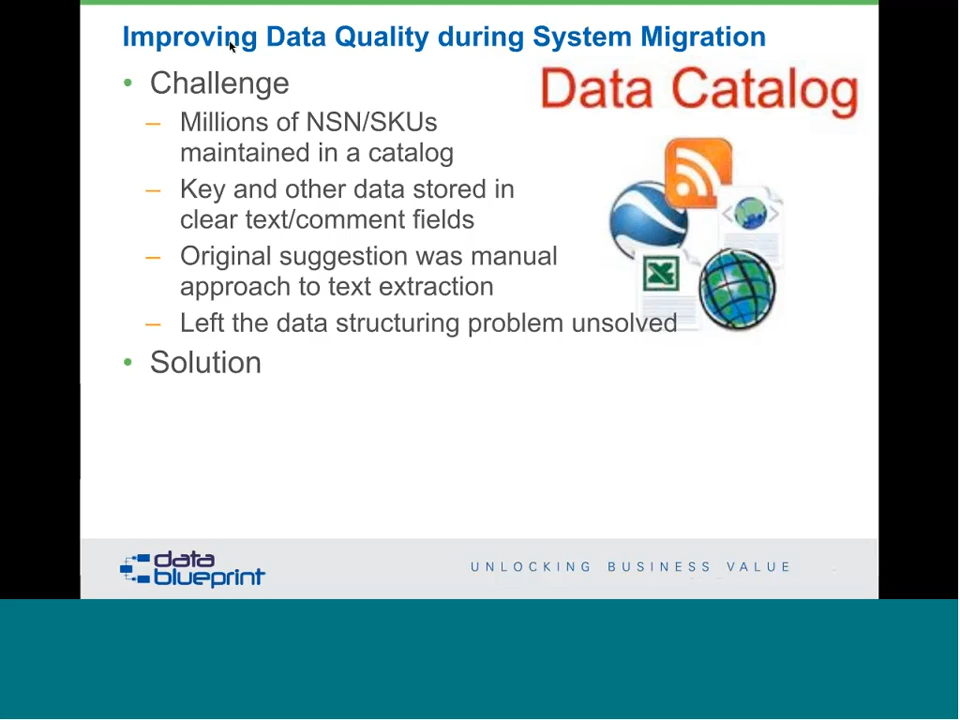 Improving Data Quality during System Migration
• Challenge
Data Catalog
– Millions of NSN/SKUs
maintained in a catalog
– Key and other data stored in
clear text/comment fields
– Original suggestion was manual
approach to text extraction
– Left the data structuring problem unsolved
• Solution
data
blueprint
UNLOCKING BUSINESS VALUE